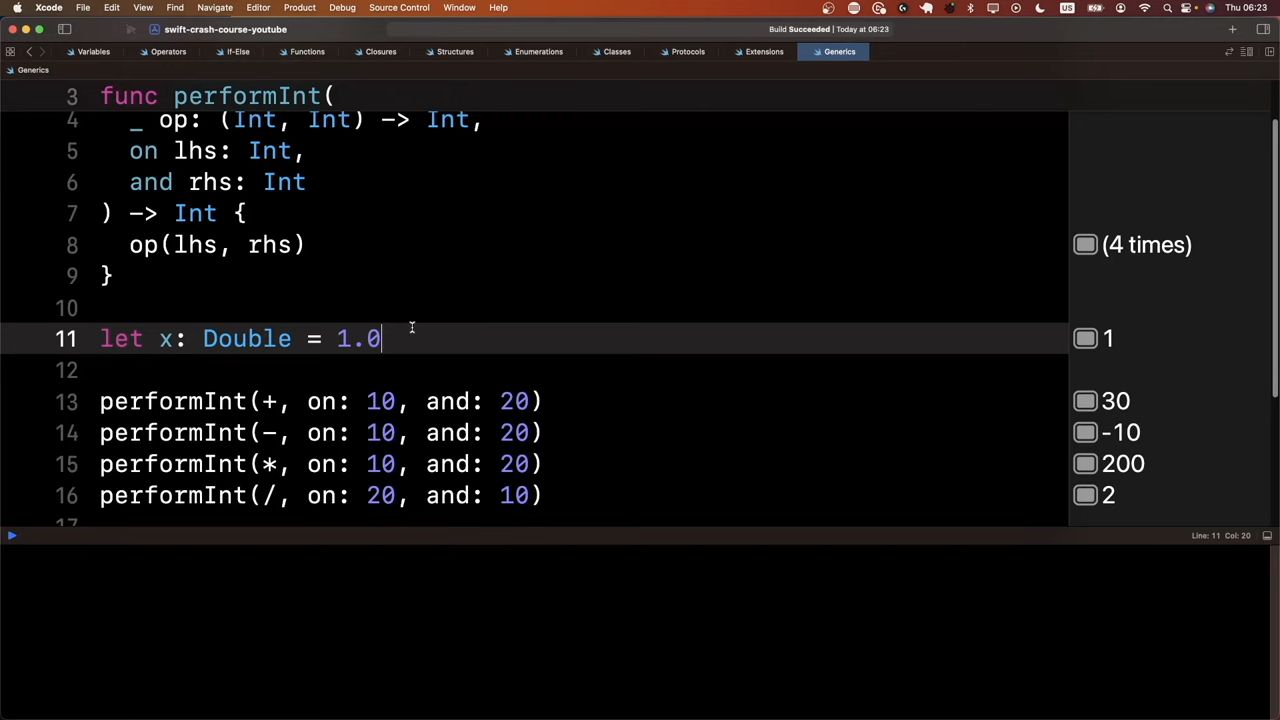 Xcode File Edit View Find Navigate Editor Product Debug Source Control Window Help US Thu 06:23
swift-crash-course-youtube Build Succeeded | Today at 06:23
Variables Operators If-Else Functions Closures Structures Enumerations Classes Protocols Extensions Generics
Generics
3 func performInt(
4 _ op: (Int, Int) -> Int,
5 on lhs: Int,
6 and rhs: Int
7 ) -> Int {
8 op(lhs, rhs) (4 times)
9 }
10
11 let x: Double = 1.0 1
12
13 performInt(+, on: 10, and: 20) 30
14 performInt(-, on: 10, and: 20) -10
15 performInt(*, on: 10, and: 20) 200
16 performInt(/, on: 20, and: 10) 2
17
Line: 11 Col: 20